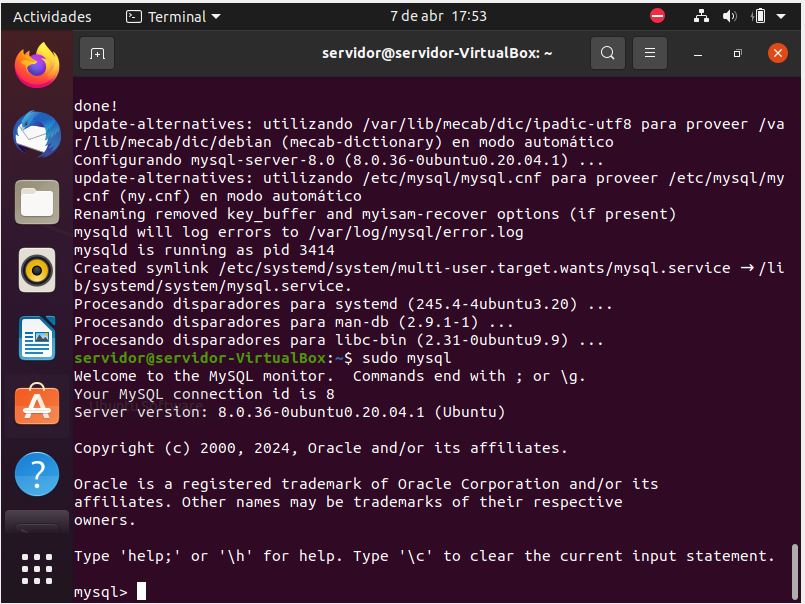 Actividades
Terminal
7 de abr 17:53
servidor@servidor-VirtualBox: ~
done!
update-alternatives: utilizando /var/lib/mecab/dic/ipadic-utf8 para proveer /va
r/lib/mecab/dic/debian (mecab-dictionary) en modo automático
Configurando mysql-server-8.0 (8.0.36-0ubuntu0.20.04.1) ...
update-alternatives: utilizando /etc/mysql/mysql.cnf para proveer /etc/mysql/my
.cnf (my.cnf) en modo automático
Renaming removed key_buffer and myisam-recover options (if present)
mysqld will log errors to /var/log/mysql/error.log
mysqld is running as pid 3414
Created symlink /etc/systemd/system/multi-user.target.wants/mysql.service → /li
b/systemd/system/mysql.service.
Procesando disparadores para systemd (245.4-4ubuntu3.20) ...
Procesando disparadores para man-db (2.9.1-1) ...
Procesando disparadores para libc-bin (2.31-0ubuntu9.9) ...
servidor@servidor-VirtualBox:~$ sudo mysql
Welcome to the MySQL monitor.  Commands end with ; or \g.
Your MySQL connection id is 8
Ubuntu Software
Server version: 8.0.36-0ubuntu0.20.04.1 (Ubuntu)
Copyright (c) 2000, 2024, Oracle and/or its affiliates.
Oracle is a registered trademark of Oracle Corporation and/or its
affiliates. Other names may be trademarks of their respective
owners.
Type 'help;' or '\h' for help. Type '\c' to clear the current input statement.
mysql>